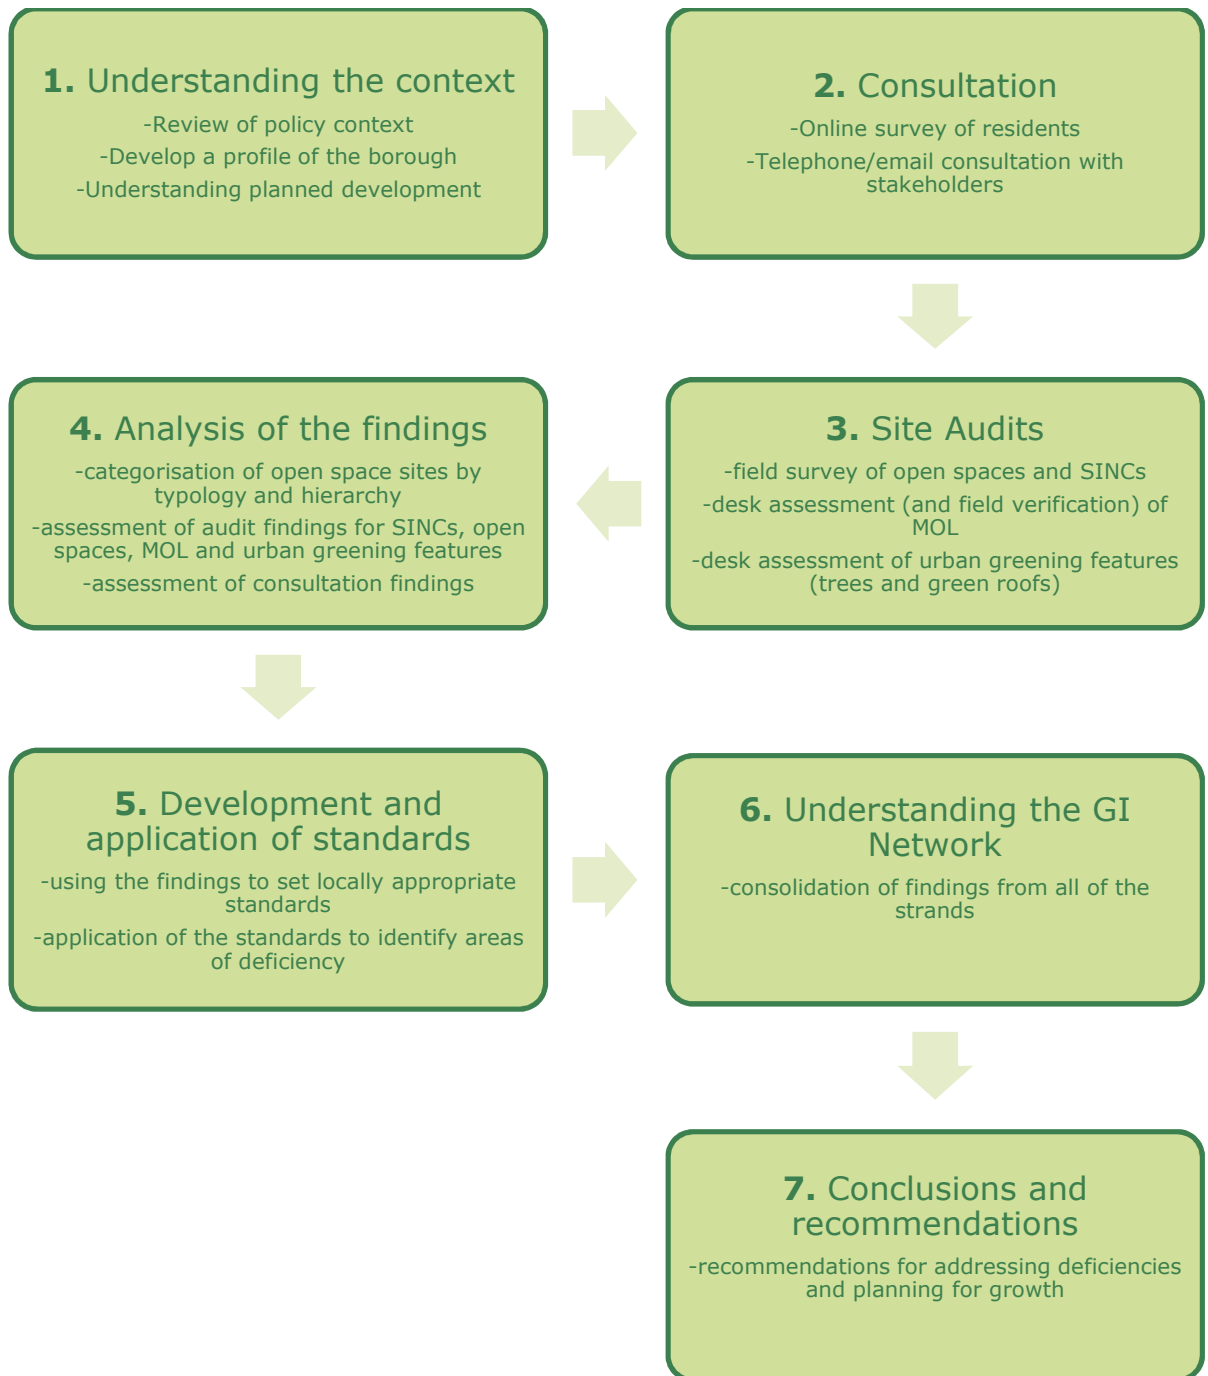 1. Understanding the context
-Review of policy context
-Develop a profile of the borough
-Understanding planned development
2. Consultation
-Online survey of residents
-Telephone/email consultation with
stakeholders
3. Site Audits
-field survey of open spaces and SINCs
-desk assessment (and field verification) of
MOL
-desk assessment of urban greening features
(trees and green roofs)
4. Analysis of the findings
-categorisation of open space sites by
typology and hierarchy
-assessment of audit findings for SINCs, open
spaces, MOL and urban greening features
-assessment of consultation findings
5. Development and
application of standards
-using the findings to set locally appropriate
standards
-application of the standards to identify areas
of deficiency
6. Understanding the GI
Network
-consolidation of findings from all of the
strands
7. Conclusions and
recommendations
-recommendations for addressing deficiencies
and planning for growth